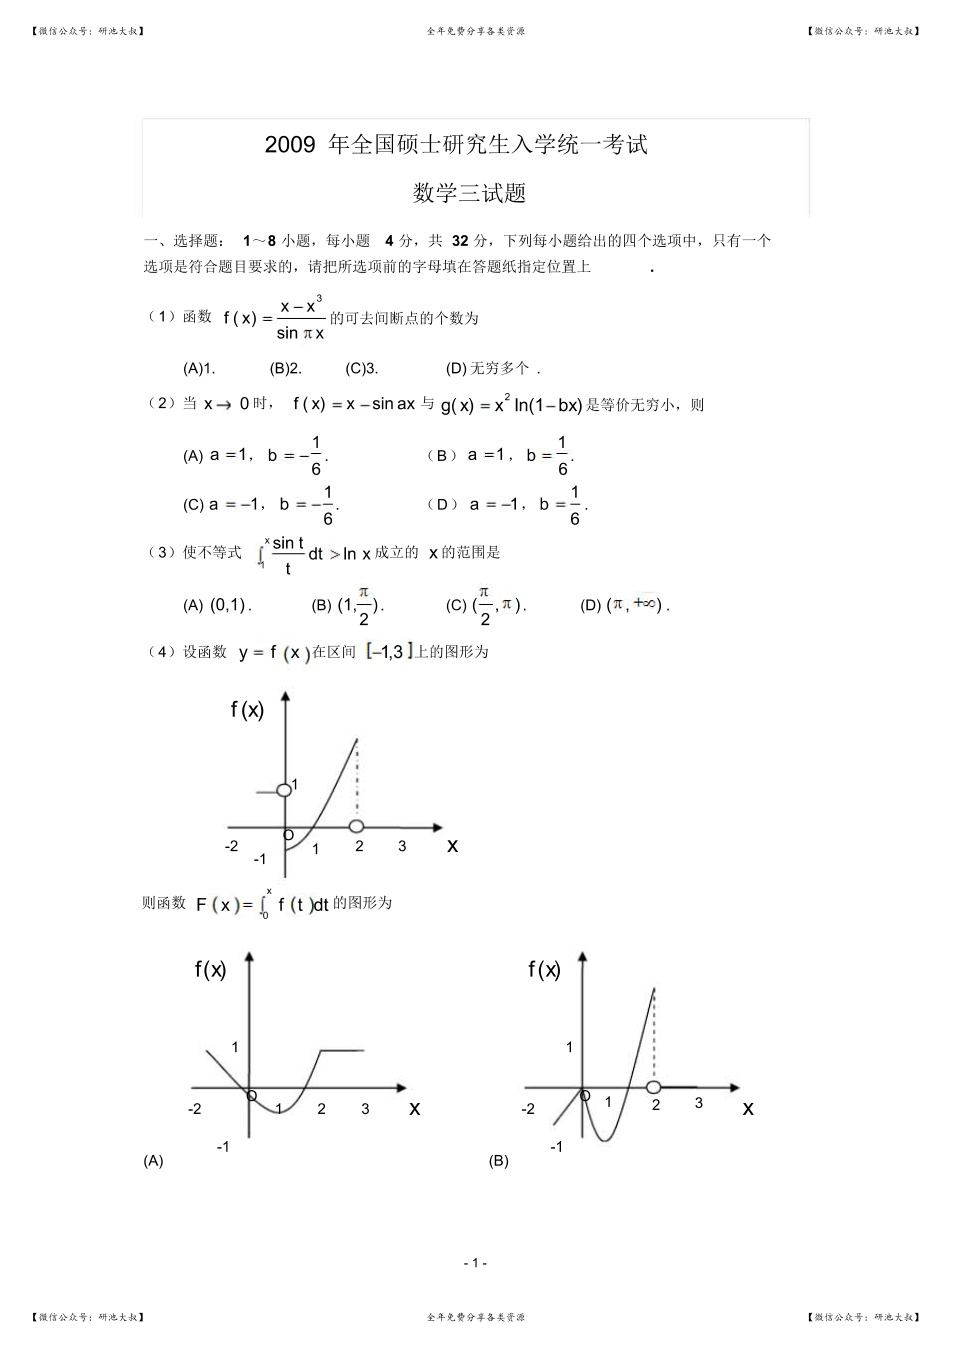 【微信公众号：研池大叔】 全年免费分享各类资源 【微信公众号：研池大叔】
2009 年全国硕士研究生入学统一考试
数学三试题
一、选择题： 1～8 小题，每小题 4 分，共 32 分，下列每小题给出的四个选项中，只有一个
选项是符合题目要求的，请把所选项前的字母填在答题纸指定位置上 .
（1）函数 f(x) = (x − x³)/(sin πx) 的可去间断点的个数为
(A)1. (B)2. (C)3. (D) 无穷多个 .
（2）当 x → 0 时， f(x) = x − sin ax 与 g(x) = x² ln(1 − bx) 是等价无穷小，则
(A) a = 1， b = −1/6 . （B） a = 1， b = 1/6 .
(C) a = −1， b = −1/6 . （D） a = −1， b = 1/6 .
（3）使不等式 ∫₁ˣ (sin t)/t dt > ln x 成立的 x 的范围是
(A) (0,1) . (B) (1, π/2) . (C) (π/2, π) . (D) (π, +∞) .
（4）设函数 y = f (x) 在区间 [−1,3] 上的图形为
f(x)
1
O
-2 -1 1 2 3 x
则函数 F(x) = ∫₀ˣ f(t)dt 的图形为
f(x) f(x)
1 1
O O
-2 1 2 3 x -2 1 2 3 x
-1 -1
(A) (B)
- 1 -
【微信公众号：研池大叔】 全年免费分享各类资源 【微信公众号：研池大叔】